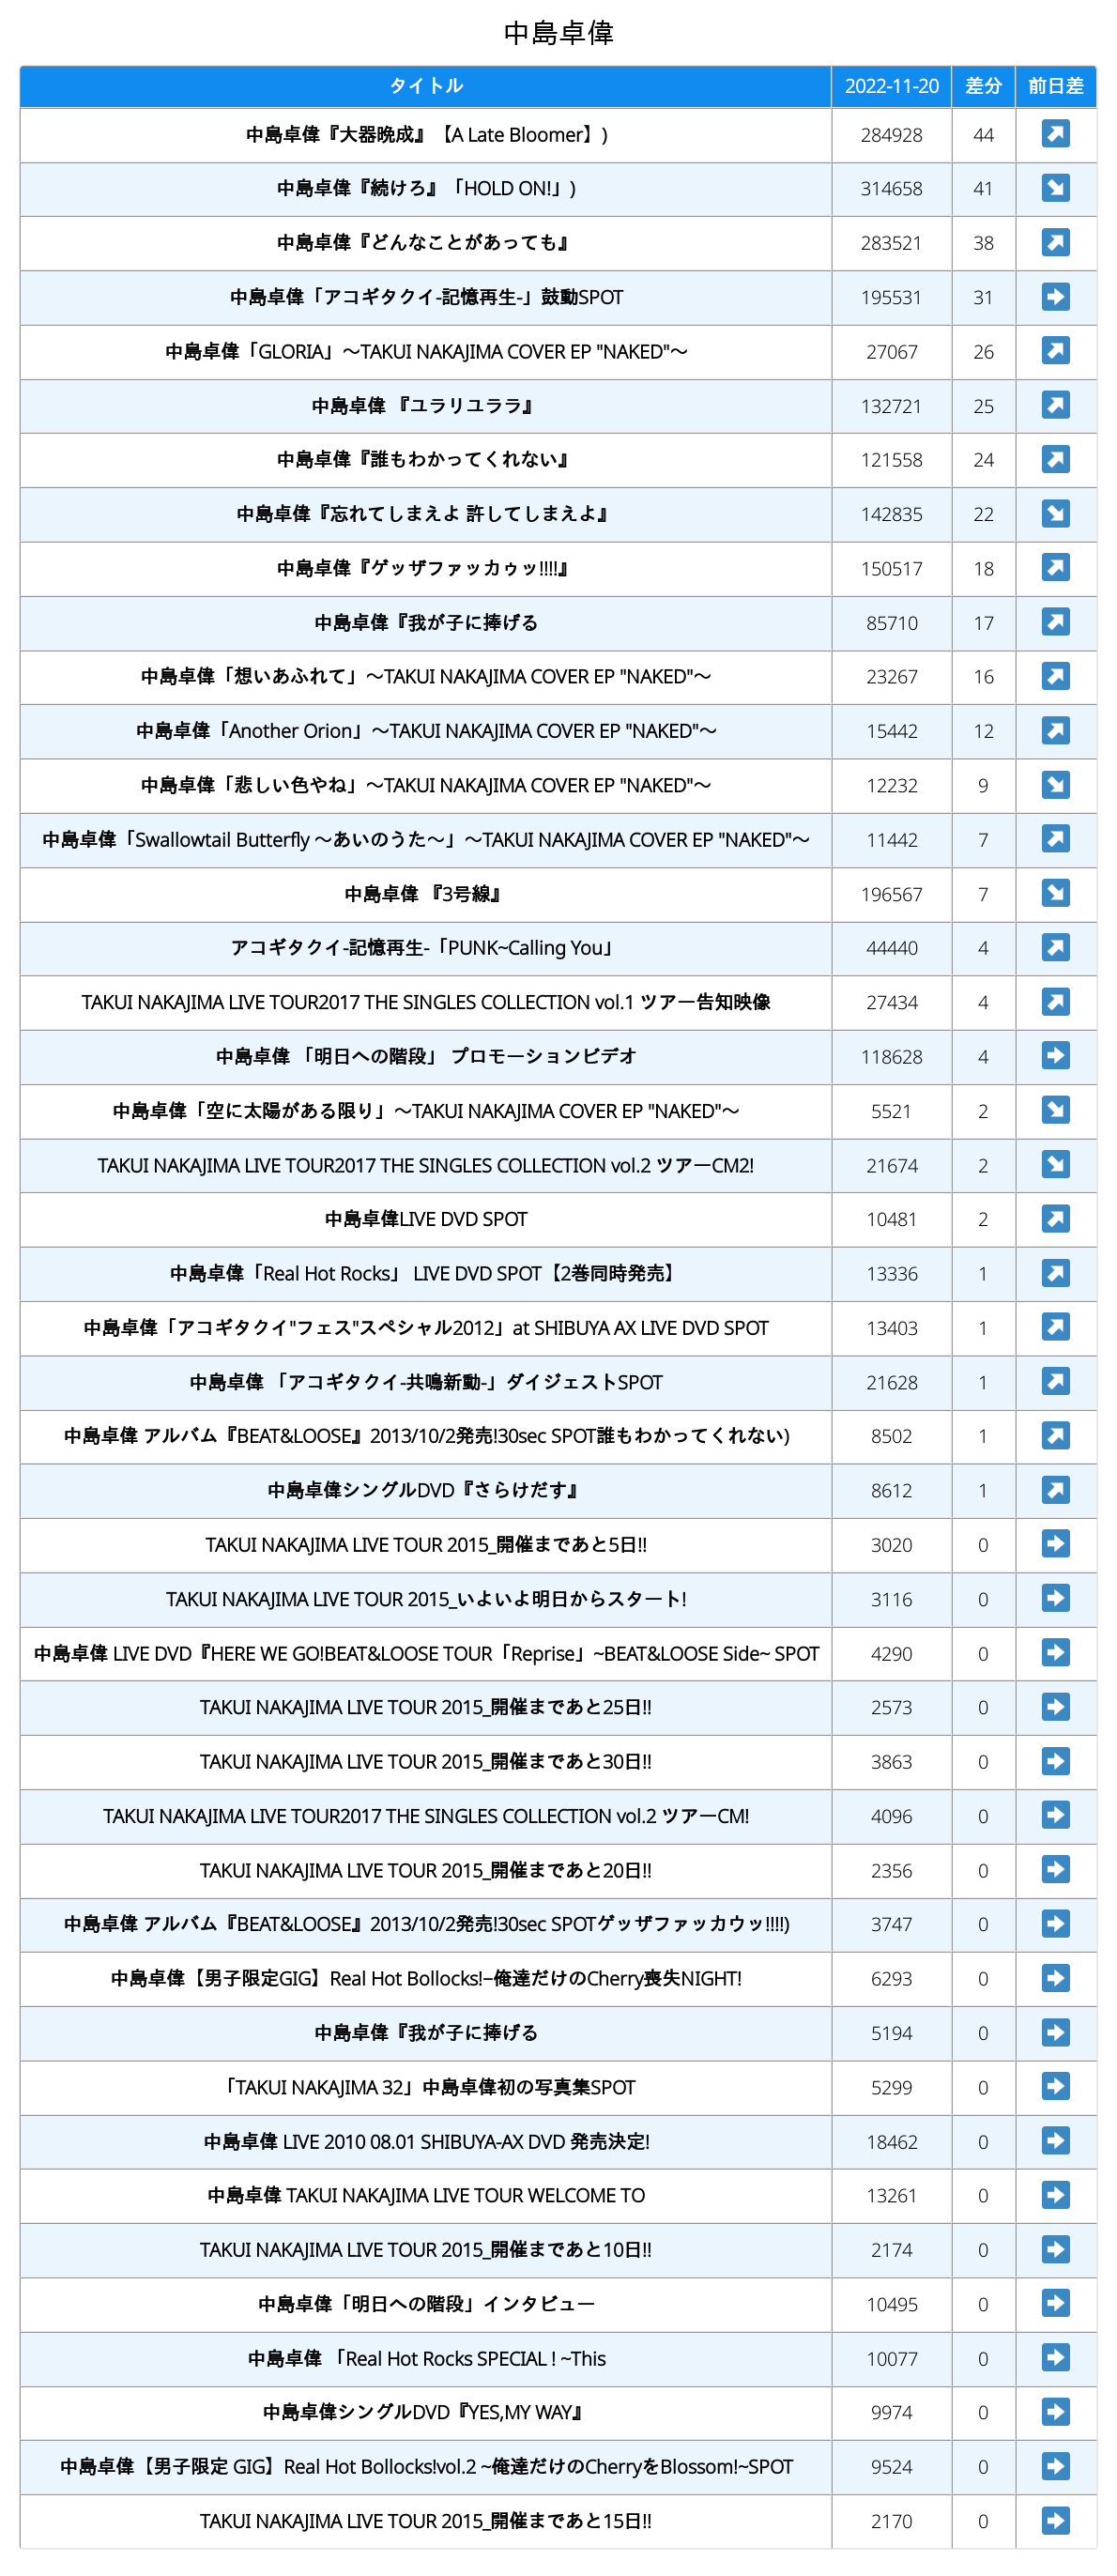 中島卓偉
タイトル 2022-11-20 差分 前日差
中島卓偉『大器晩成』【A Late Bloomer】) 284928 44
中島卓偉『続けろ』「HOLD ON!」) 314658 41
中島卓偉『どんなことがあっても』 283521 38
中島卓偉「アコギタクイ-記憶再生-」鼓動SPOT 195531 31
中島卓偉「GLORIA」～TAKUI NAKAJIMA COVER EP "NAKED"～ 27067 26
中島卓偉 『ユラリユララ』 132721 25
中島卓偉『誰もわかってくれない』 121558 24
中島卓偉『忘れてしまえよ 許してしまえよ』 142835 22
中島卓偉『ゲッザファッカゥッ!!!!』 150517 18
中島卓偉『我が子に捧げる 85710 17
中島卓偉「想いあふれて」～TAKUI NAKAJIMA COVER EP "NAKED"～ 23267 16
中島卓偉「Another Orion」～TAKUI NAKAJIMA COVER EP "NAKED"～ 15442 12
中島卓偉「悲しい色やね」～TAKUI NAKAJIMA COVER EP "NAKED"～ 12232 9
中島卓偉「Swallowtail Butterfly ～あいのうた～」～TAKUI NAKAJIMA COVER EP "NAKED"～ 11442 7
中島卓偉 『3号線』 196567 7
アコギタクイ-記憶再生-「PUNK~Calling You」 44440 4
TAKUI NAKAJIMA LIVE TOUR2017 THE SINGLES COLLECTION vol.1 ツアー告知映像 27434 4
中島卓偉 「明日への階段」 プロモーションビデオ 118628 4
中島卓偉「空に太陽がある限り」～TAKUI NAKAJIMA COVER EP "NAKED"～ 5521 2
TAKUI NAKAJIMA LIVE TOUR2017 THE SINGLES COLLECTION vol.2 ツアーCM2! 21674 2
中島卓偉LIVE DVD SPOT 10481 2
中島卓偉「Real Hot Rocks」 LIVE DVD SPOT【2巻同時発売】 13336 1
中島卓偉「アコギタクイ"フェス"スペシャル2012」at SHIBUYA AX LIVE DVD SPOT 13403 1
中島卓偉 「アコギタクイ-共鳴新動-」ダイジェストSPOT 21628 1
中島卓偉 アルバム『BEAT&LOOSE』2013/10/2発売!30sec SPOT誰もわかってくれない) 8502 1
中島卓偉シングルDVD『さらけだす』 8612 1
TAKUI NAKAJIMA LIVE TOUR 2015_開催まであと5日!! 3020 0
TAKUI NAKAJIMA LIVE TOUR 2015_いよいよ明日からスタート! 3116 0
中島卓偉 LIVE DVD『HERE WE GO!BEAT&LOOSE TOUR「Reprise」~BEAT&LOOSE Side~ SPOT 4290 0
TAKUI NAKAJIMA LIVE TOUR 2015_開催まであと25日!! 2573 0
TAKUI NAKAJIMA LIVE TOUR 2015_開催まであと30日!! 3863 0
TAKUI NAKAJIMA LIVE TOUR2017 THE SINGLES COLLECTION vol.2 ツアーCM! 4096 0
TAKUI NAKAJIMA LIVE TOUR 2015_開催まであと20日!! 2356 0
中島卓偉 アルバム『BEAT&LOOSE』2013/10/2発売!30sec SPOTゲッザファッカウッ!!!!) 3747 0
中島卓偉【男子限定GIG】Real Hot Bollocks!−俺達だけのCherry喪失NIGHT! 6293 0
中島卓偉『我が子に捧げる 5194 0
「TAKUI NAKAJIMA 32」中島卓偉初の写真集SPOT 5299 0
中島卓偉 LIVE 2010 08.01 SHIBUYA-AX DVD 発売決定! 18462 0
中島卓偉 TAKUI NAKAJIMA LIVE TOUR WELCOME TO 13261 0
TAKUI NAKAJIMA LIVE TOUR 2015_開催まであと10日!! 2174 0
中島卓偉「明日への階段」インタビュー 10495 0
中島卓偉 「Real Hot Rocks SPECIAL ! ~This 10077 0
中島卓偉シングルDVD『YES,MY WAY』 9974 0
中島卓偉【男子限定 GIG】Real Hot Bollocks!vol.2 ~俺達だけのCherryをBlossom!~SPOT 9524 0
TAKUI NAKAJIMA LIVE TOUR 2015_開催まであと15日!! 2170 0